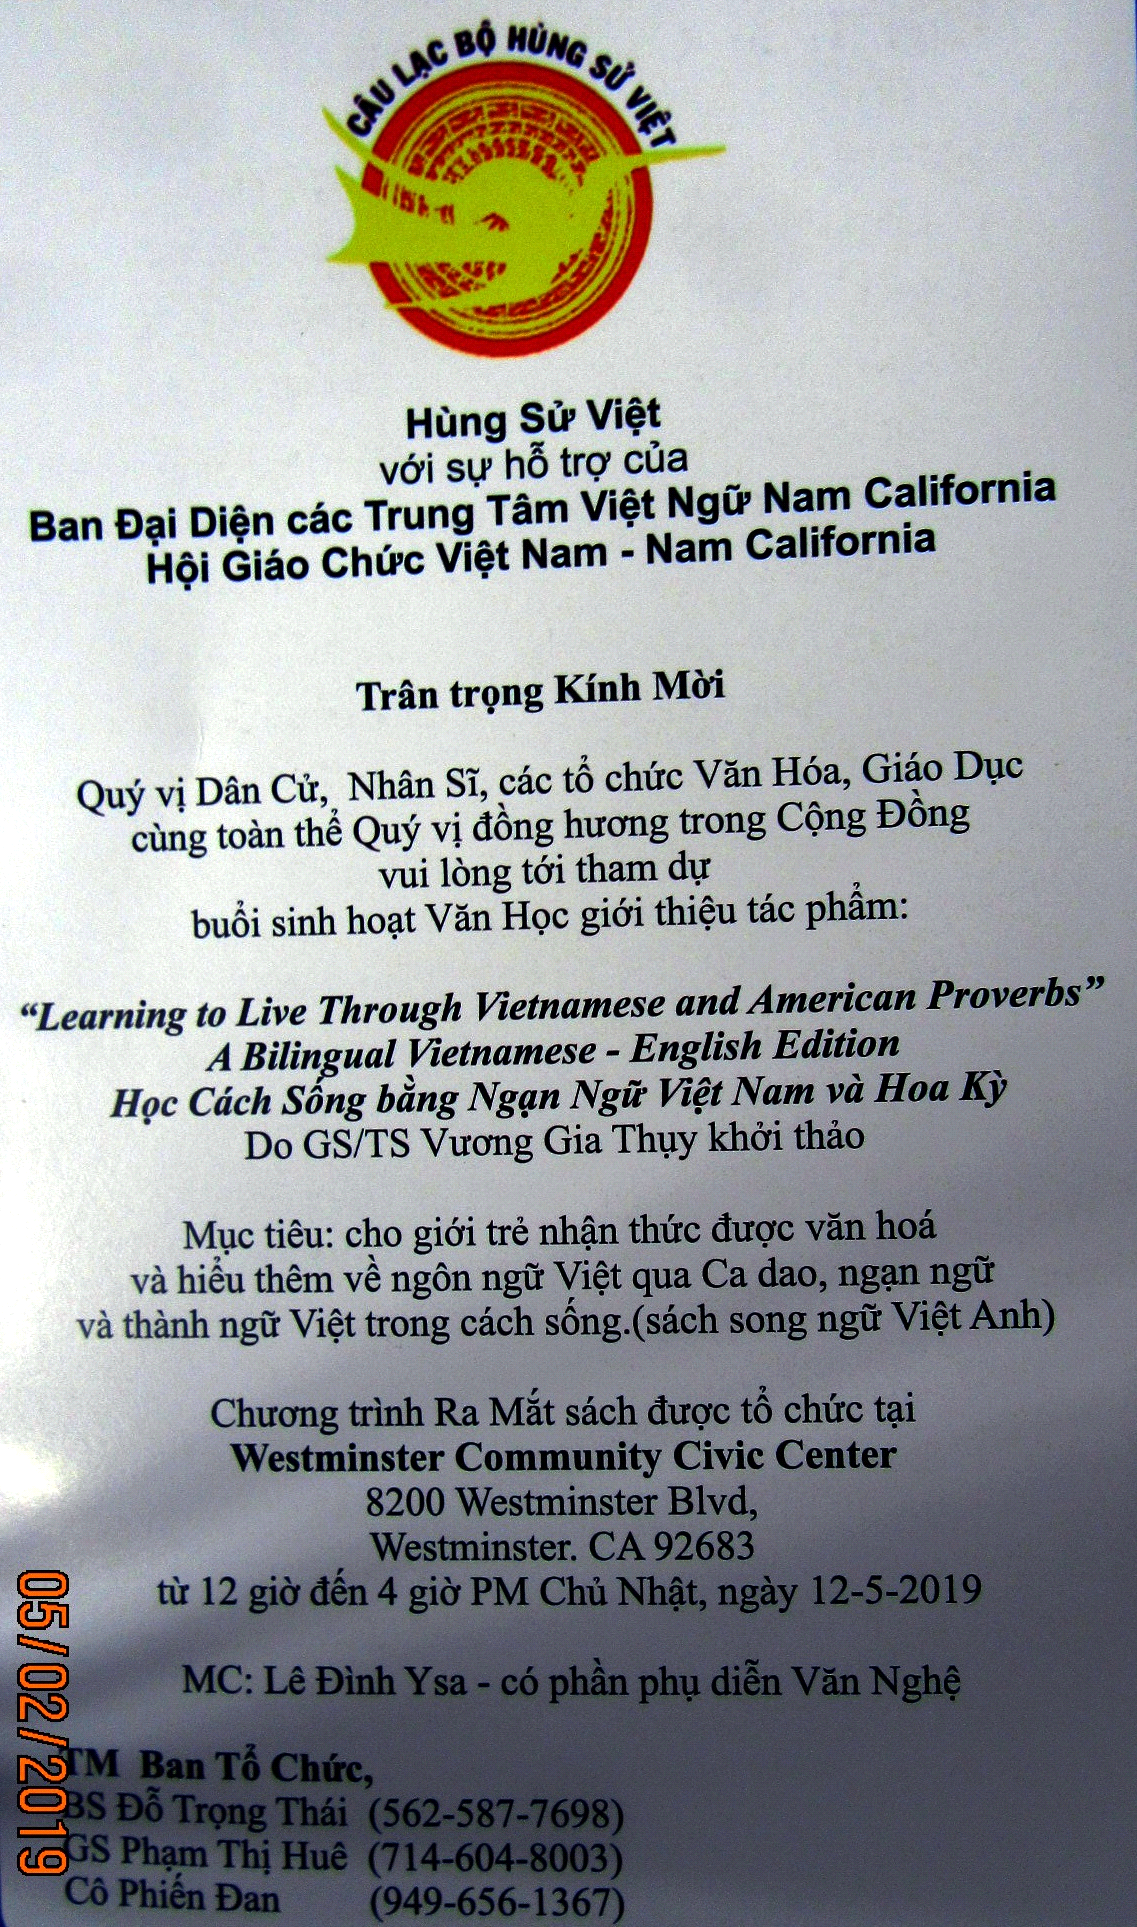 CÂU LẠC BỘ HÙNG SỬ VIỆT
Hùng Sử Việt
với sự hỗ trợ của
Ban Đại Diện các Trung Tâm Việt Ngữ Nam California
Hội Giáo Chức Việt Nam - Nam California
Trân trọng Kính Mời
Quý vị Dân Cử, Nhân Sĩ, các tổ chức Văn Hóa, Giáo Dục
cùng toàn thể Quý vị đồng hương trong Cộng Đồng
vui lòng tới tham dự
buổi sinh hoạt Văn Học giới thiệu tác phẩm:
“Learning to Live Through Vietnamese and American Proverbs”
A Bilingual Vietnamese - English Edition
Học Cách Sống bằng Ngạn Ngữ Việt Nam và Hoa Kỳ
Do GS/TS Vương Gia Thụy khởi thảo
Mục tiêu: cho giới trẻ nhận thức được văn hoá
và hiểu thêm về ngôn ngữ Việt qua Ca dao, ngạn ngữ
và thành ngữ Việt trong cách sống.(sách song ngữ Việt Anh)
Chương trình Ra Mắt sách được tổ chức tại
Westminster Community Civic Center
8200 Westminster Blvd,
Westminster. CA 92683
từ 12 giờ đến 4 giờ PM Chủ Nhật, ngày 12-5-2019
MC: Lê Đình Ysa - có phần phụ diễn Văn Nghệ
TM Ban Tổ Chức,
BS Đỗ Trọng Thái (562-587-7698)
GS Phạm Thị Huê (714-604-8003)
Cô Phiến Đan (949-656-1367)
05/02/2019